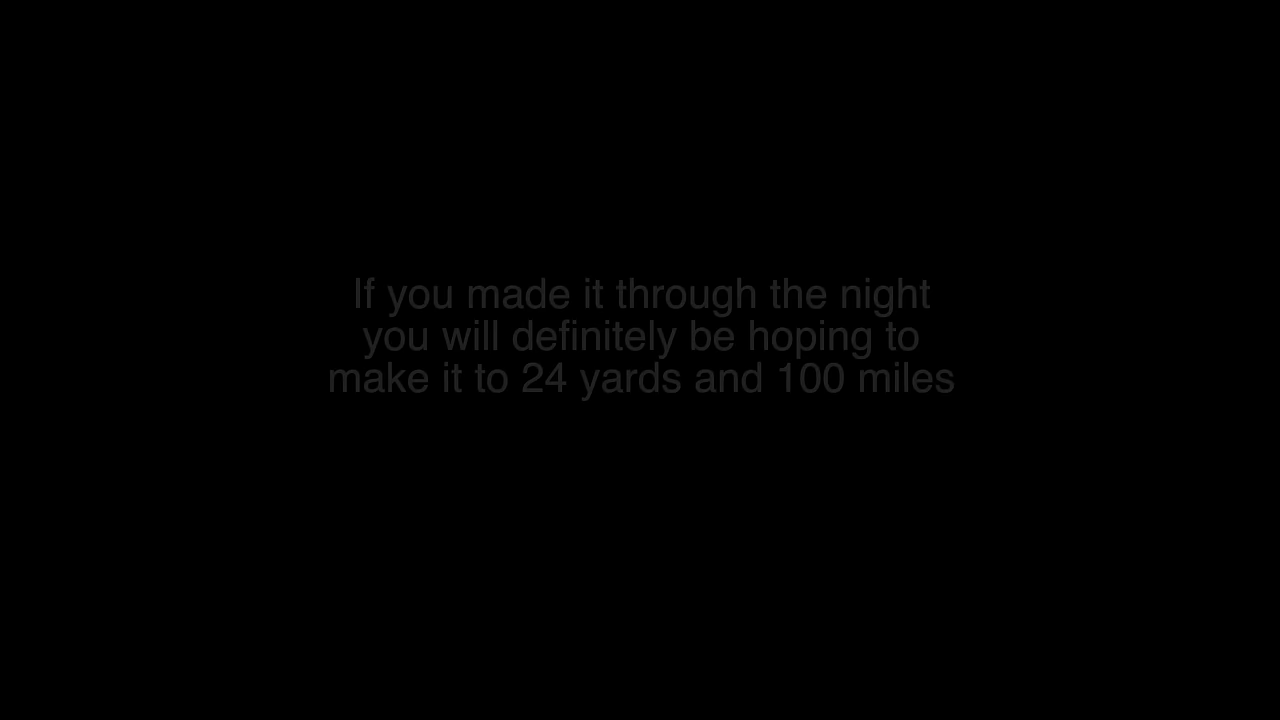 If you made it through the night
you will definitely be hoping to
make it to 24 yards and 100 miles